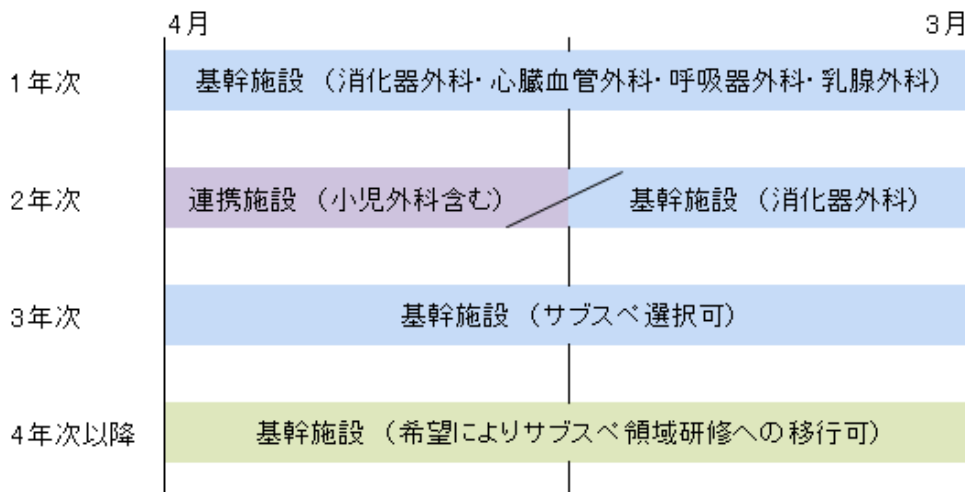 4月 3月
1年次 基幹施設 (消化器外科・心臓血管外科・呼吸器外科・乳腺外科)
2年次 連携施設 (小児外科含む) 基幹施設 (消化器外科)
3年次 基幹施設 (サブスペ選択可)
4年次以降 基幹施設 (希望によりサブスペ領域研修への移行可)